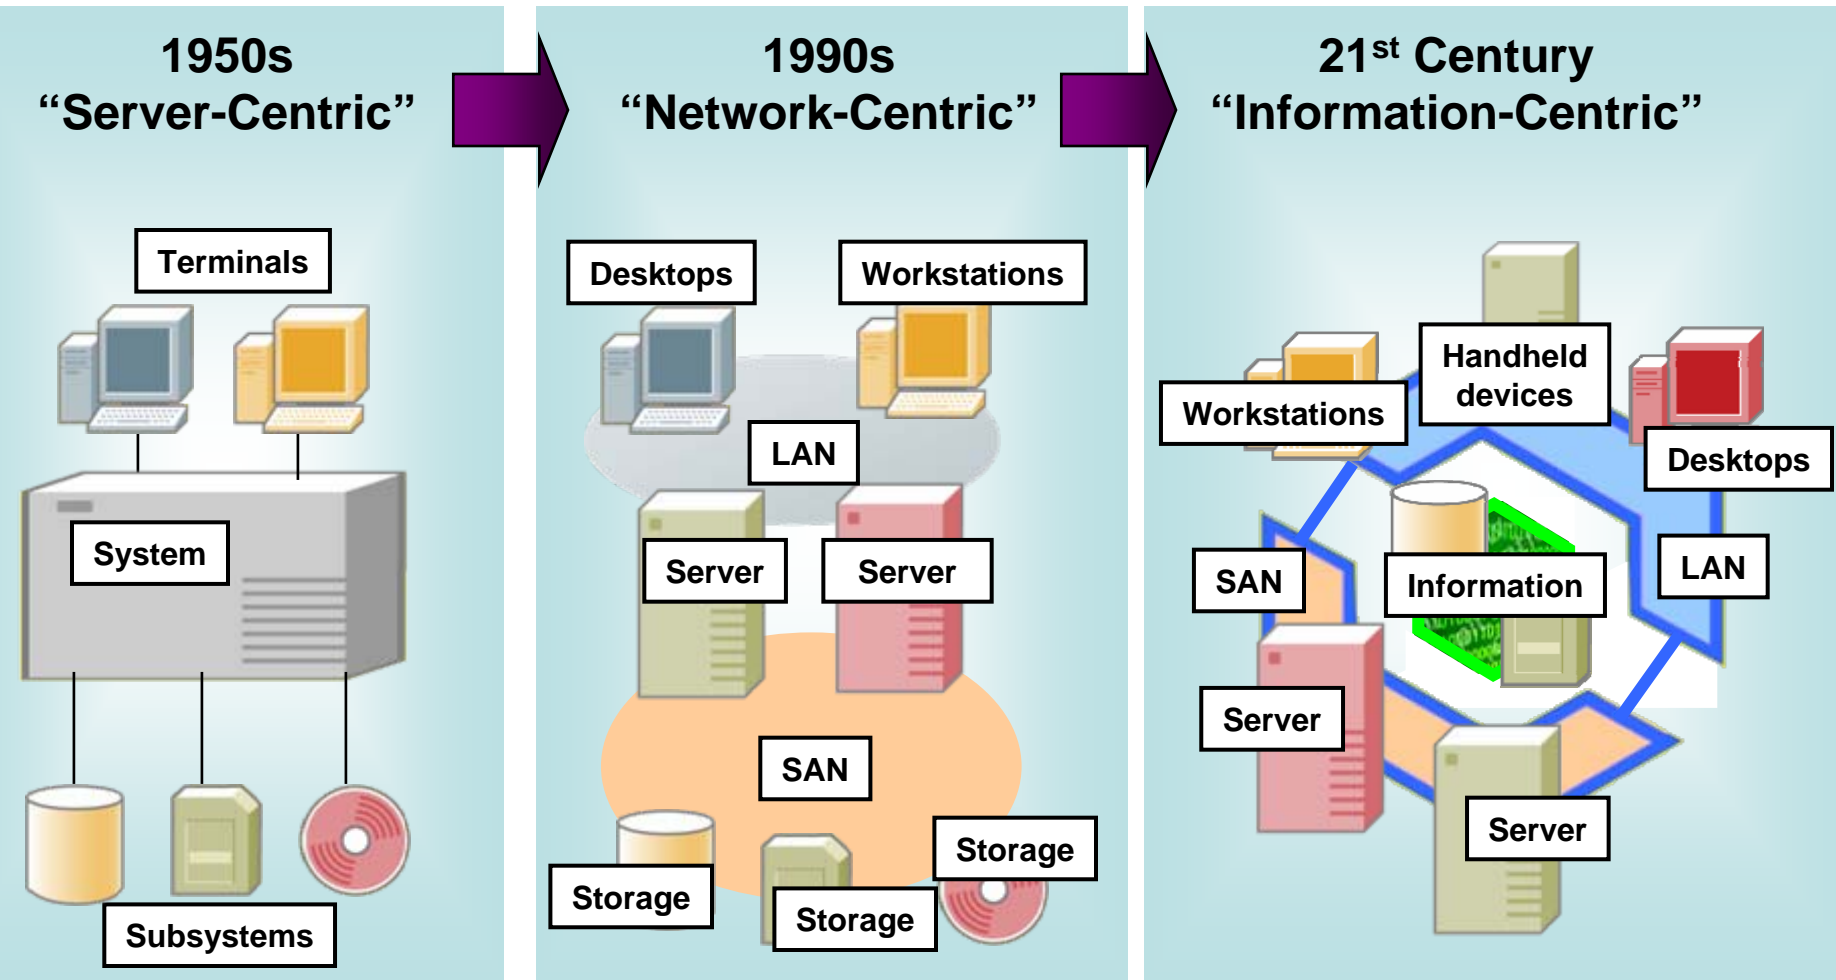 1950s
“Server-Centric”
Terminals
System
Subsystems
1990s
“Network-Centric”
Desktops
Workstations
LAN
Server
Server
SAN
Storage
Storage
Storage
21st Century
“Information-Centric”
Handheld
devices
Workstations
Desktops
SAN
Information
LAN
Server
Server